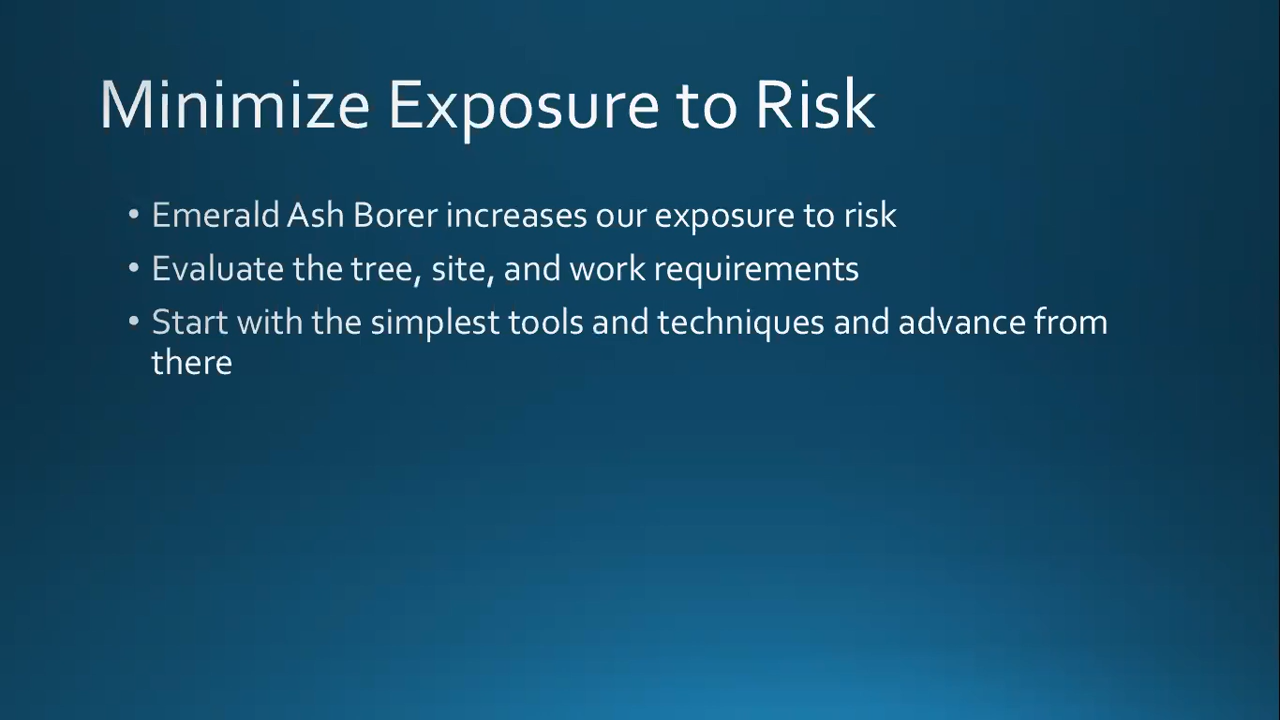 Minimize Exposure to Risk
• Emerald Ash Borer increases our exposure to risk
• Evaluate the tree, site, and work requirements
• Start with the simplest tools and techniques and advance from
there